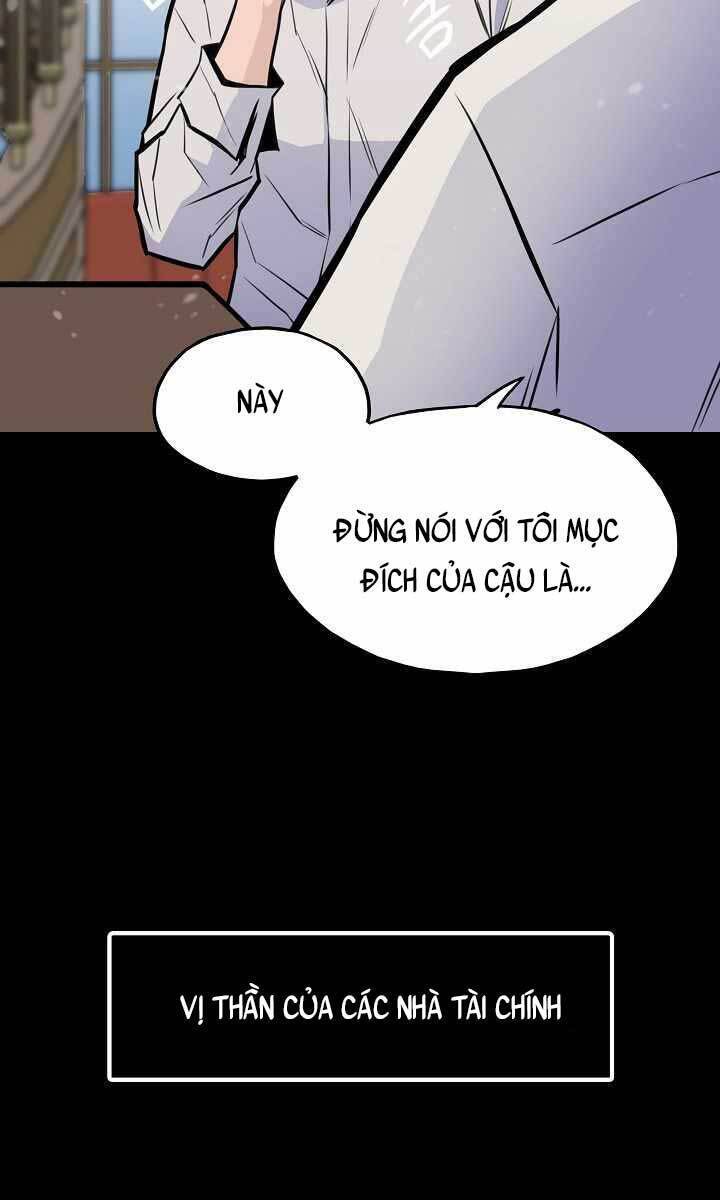 NÀY
ĐỪNG NÓI VỚI TÔI MỤC
ĐÍCH CỦA CẬU LÀ...
VỊ THẦN CỦA CÁC NHÀ TÀI CHÍNH